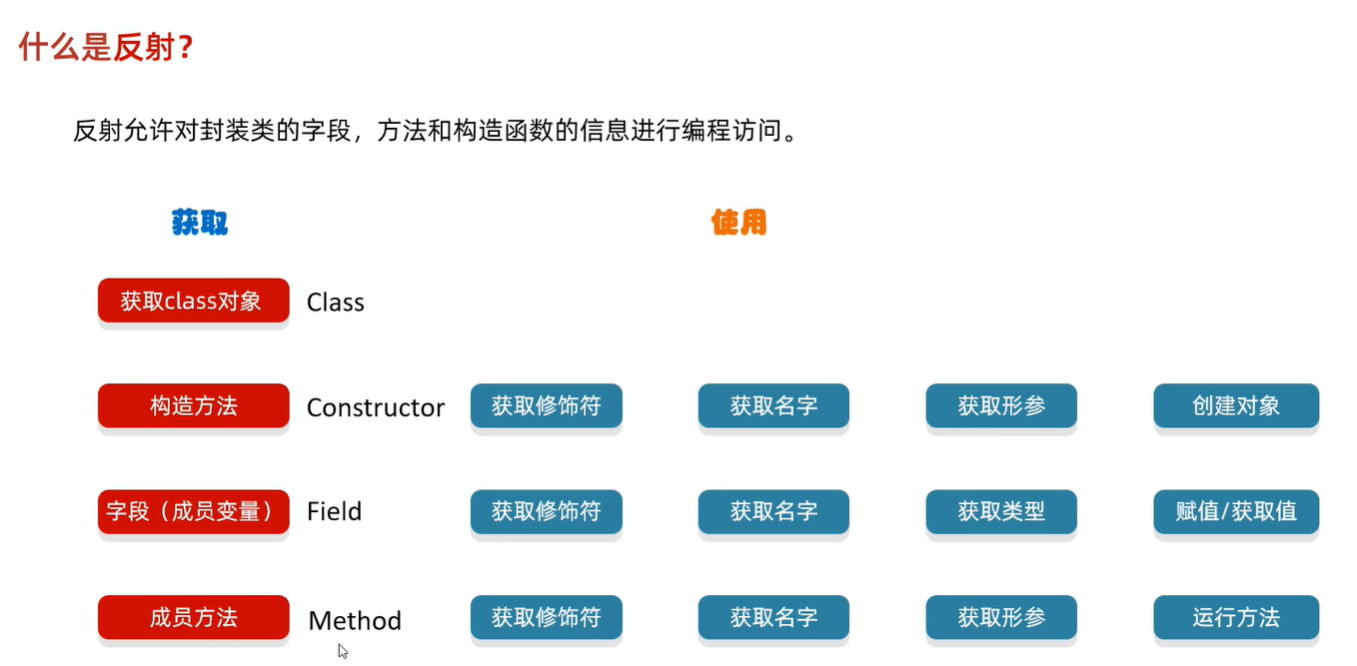 什么是反射?
反射允许对封装类的字段，方法和构造函数的信息进行编程访问。
获取 使用
获取class对象 Class
构造方法 Constructor 获取修饰符 获取名字 获取形参 创建对象
字段（成员变量） Field 获取修饰符 获取名字 获取类型 赋值/获取值
成员方法 Method 获取修饰符 获取名字 获取形参 运行方法